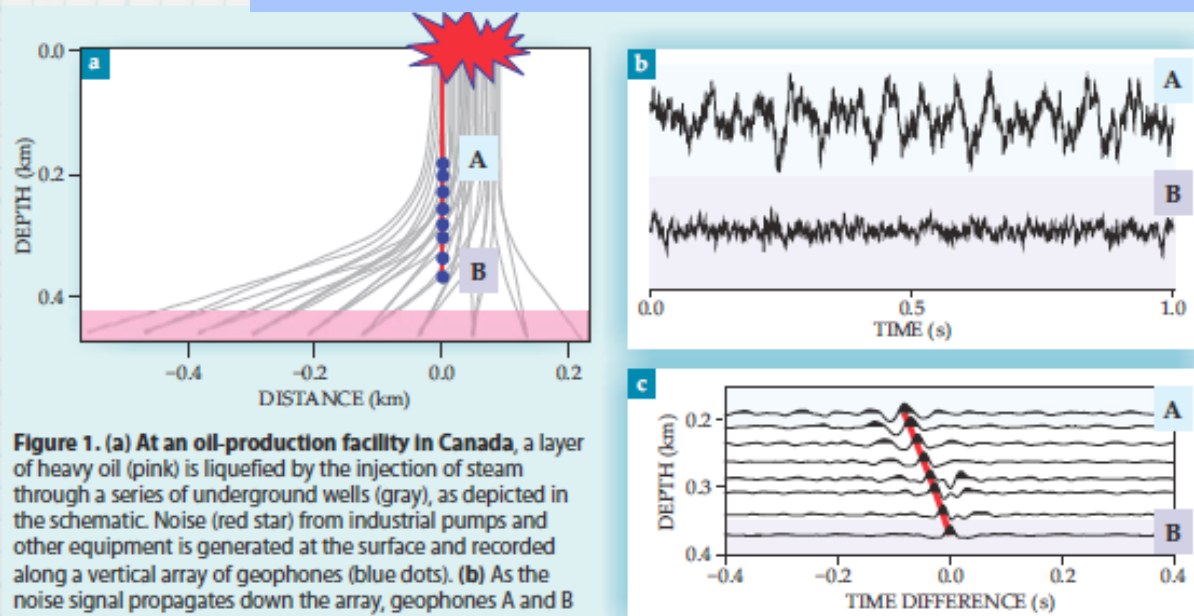 a
0.0
0.2
0.4
DEPTH (km)
A
B
−0.4 −0.2 0.0 0.2
DISTANCE (km)
Figure 1. (a) At an oil-production facility in Canada, a layer
of heavy oil (pink) is liquefied by the injection of steam
through a series of underground wells (gray), as depicted in
the schematic. Noise (red star) from industrial pumps and
other equipment is generated at the surface and recorded
along a vertical array of geophones (blue dots). (b) As the
noise signal propagates down the array, geophones A and B
b
A
B
0.0 0.5 1.0
TIME (s)
c
A
B
0.2
0.3
0.4
DEPTH (km)
−0.4 −0.2 0.0 0.2 0.4
TIME DIFFERENCE (s)